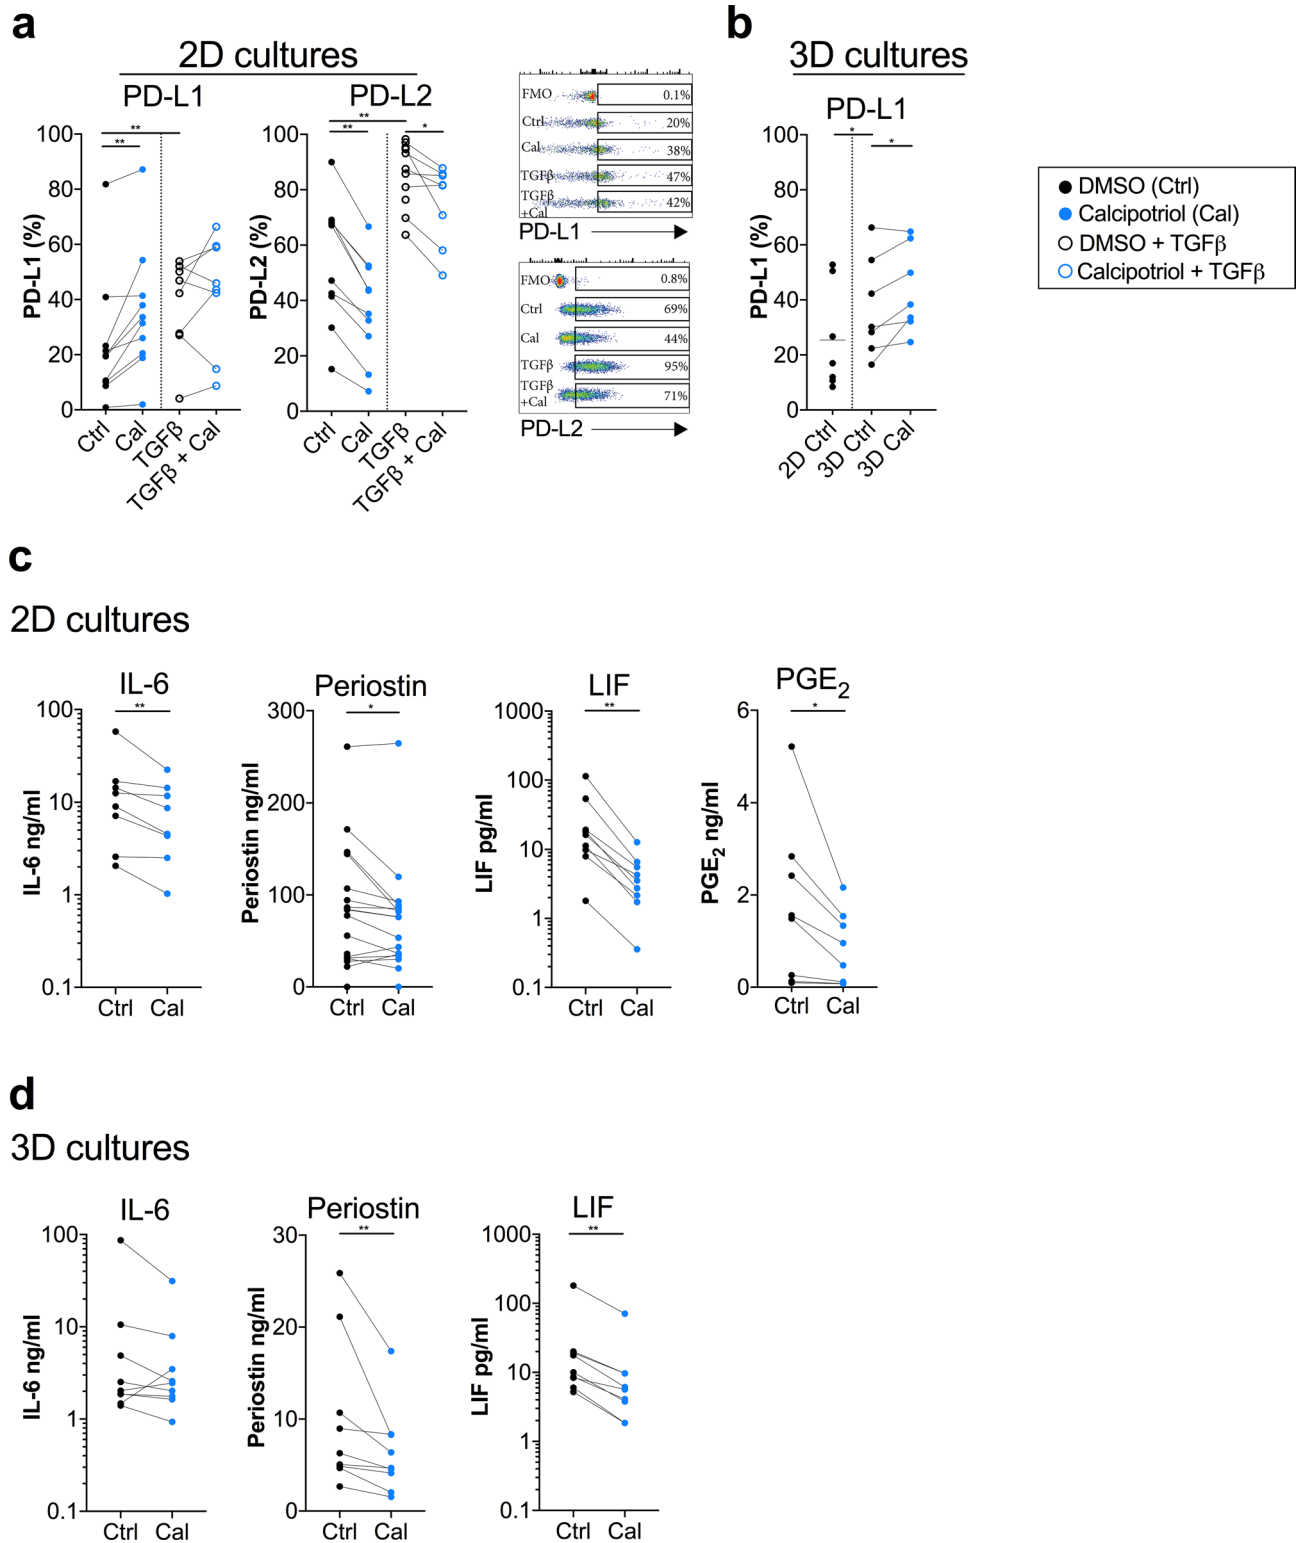 a
2D cultures
PD-L1
PD-L2
**
**
100
80
60
40
20
0
PD-L1 (%)
Ctrl
Cal
TGFβ
TGFβ + Cal
**
**
*
100
80
60
40
20
0
PD-L2 (%)
Ctrl
Cal
TGFβ
TGFβ + Cal
FMO 0.1%
Ctrl 20%
Cal 38%
TGFβ 47%
TGFβ
+Cal 42%
PD-L1
FMO 0.8%
Ctrl 69%
Cal 44%
TGFβ 95%
TGFβ
+Cal 71%
PD-L2
b
3D cultures
PD-L1
*
*
100
80
60
40
20
0
PD-L1 (%)
2D Ctrl
3D Ctrl
3D Cal
DMSO (Ctrl)
Calcipotriol (Cal)
DMSO + TGFβ
Calcipotriol + TGFβ
c
2D cultures
IL-6
**
100
10
1
0.1
IL-6 ng/ml
Ctrl Cal
Periostin
*
300
200
100
0
Periostin ng/ml
Ctrl Cal
LIF
**
1000
100
10
1
0.1
LIF pg/ml
Ctrl Cal
PGE2
*
6
4
2
0
PGE2 ng/ml
Ctrl Cal
d
3D cultures
IL-6
100
10
1
0.1
IL-6 ng/ml
Ctrl Cal
Periostin
**
30
20
10
0
Periostin ng/ml
Ctrl Cal
LIF
**
1000
100
10
1
0.1
LIF pg/ml
Ctrl Cal